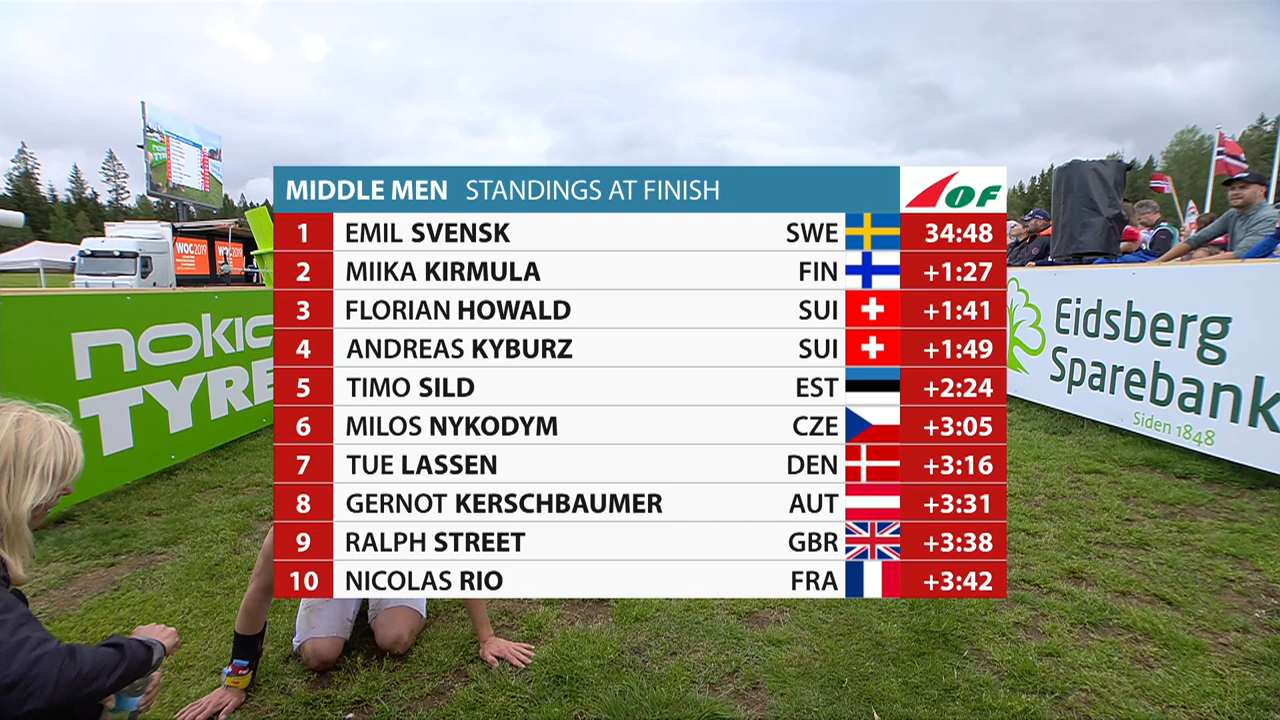 MIDDLE MEN STANDINGS AT FINISH IOF
1 EMIL SVENSK SWE 34:48
2 MIIKA KIRMULA FIN +1:27
3 FLORIAN HOWALD SUI +1:41
4 ANDREAS KYBURZ SUI +1:49
5 TIMO SILD EST +2:24
6 MILOS NYKODYM CZE +3:05
7 TUE LASSEN DEN +3:16
8 GERNOT KERSCHBAUMER AUT +3:31
9 RALPH STREET GBR +3:38
10 NICOLAS RIO FRA +3:42
WOC2019
nokic
TYRE
Eidsberg
Sparebank
Siden 1848